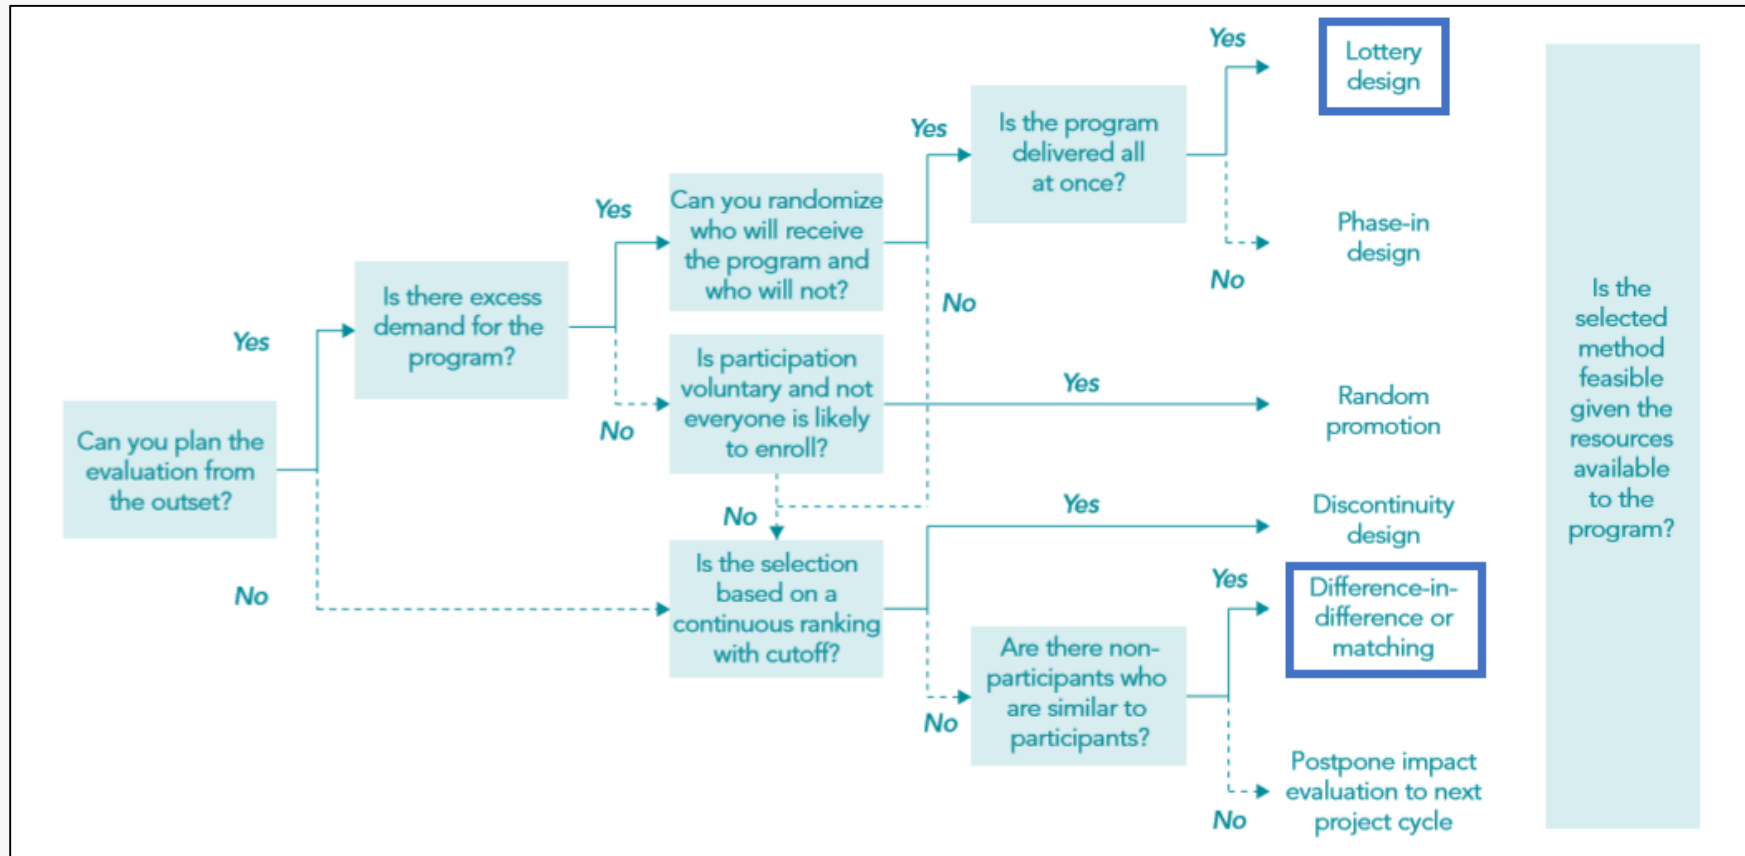 Can you plan the
evaluation from
the outset?
Yes
No
Is there excess
demand for the
program?
Yes
No
Can you randomize
who will receive
the program and
who will not?
Yes
No
Is participation
voluntary and not
everyone is likely
to enroll?
Yes
No
Is the selection
based on a
continuous ranking
with cutoff?
Yes
No
Is the program
delivered all
at once?
Yes
No
Are there non-
participants who
are similar to
participants?
Yes
No
Lottery
design
Phase-in
design
Random
promotion
Discontinuity
design
Difference-in-
difference or
matching
Postpone impact
evaluation to next
project cycle
Is the
selected
method
feasible
given the
resources
available
to the
program?